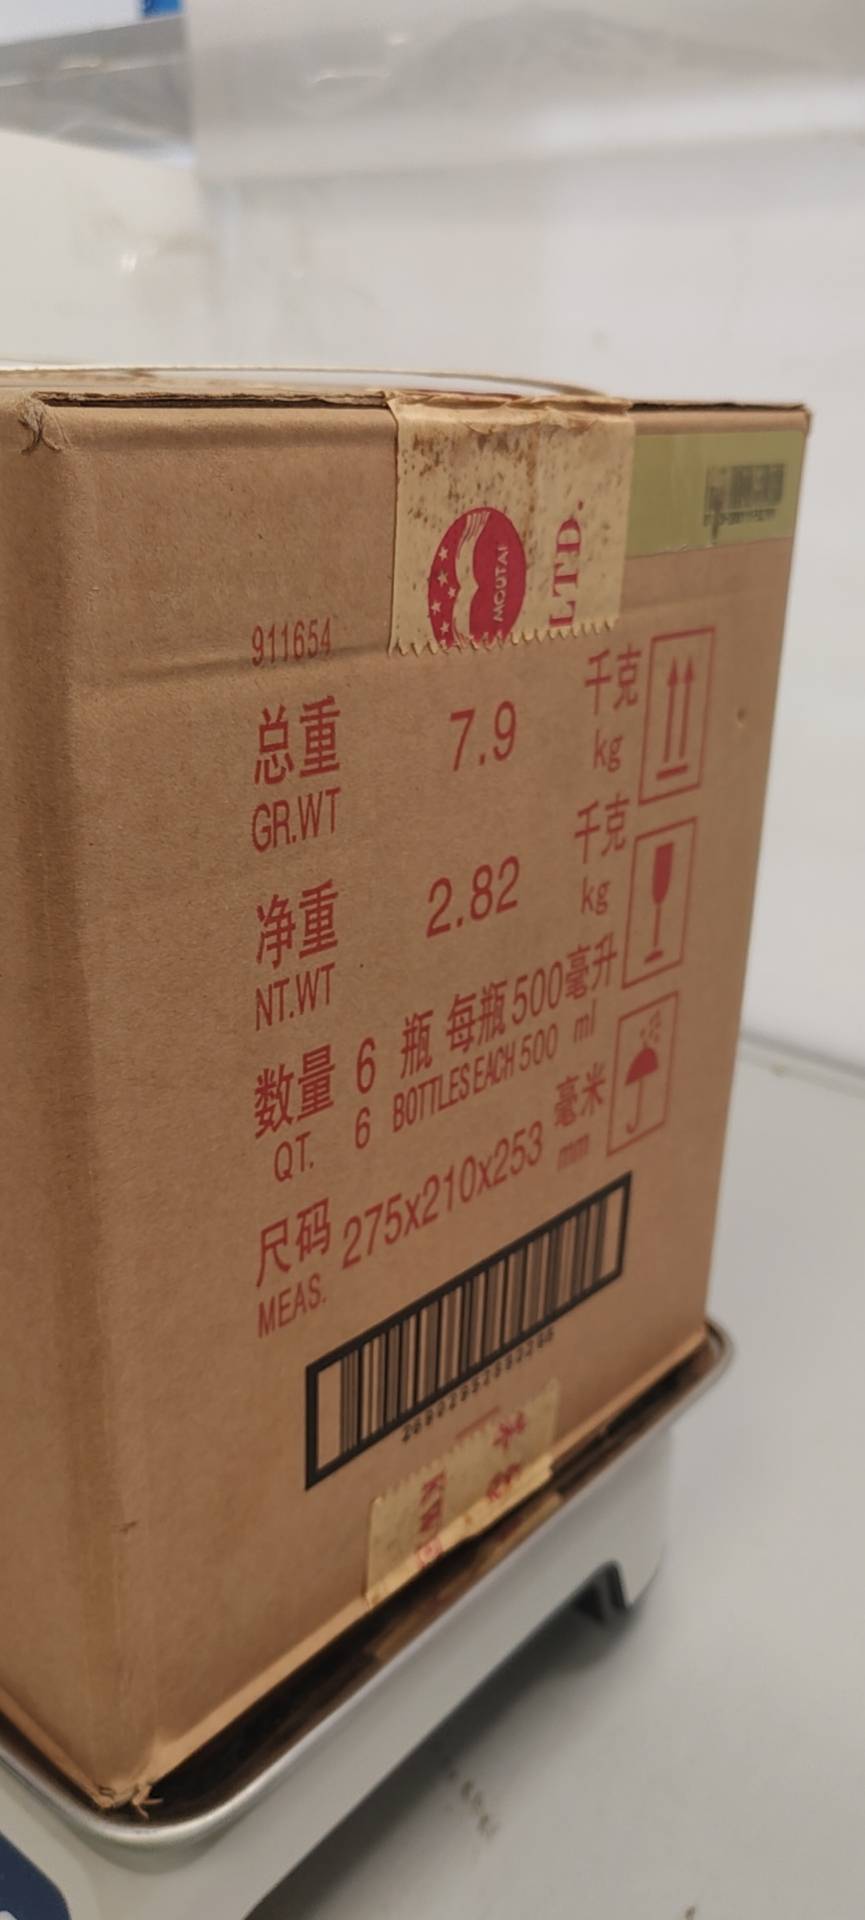 MOUTAI
LTD.
911654
总重 7.9 千克
GR.WT kg
净重 2.82 千克
NT.WT kg
数量 6 瓶 每瓶 500 毫升
QT. 6 BOTTLES EACH 500 ml
尺码 275x210x253 毫米
MEAS. mm
KWE